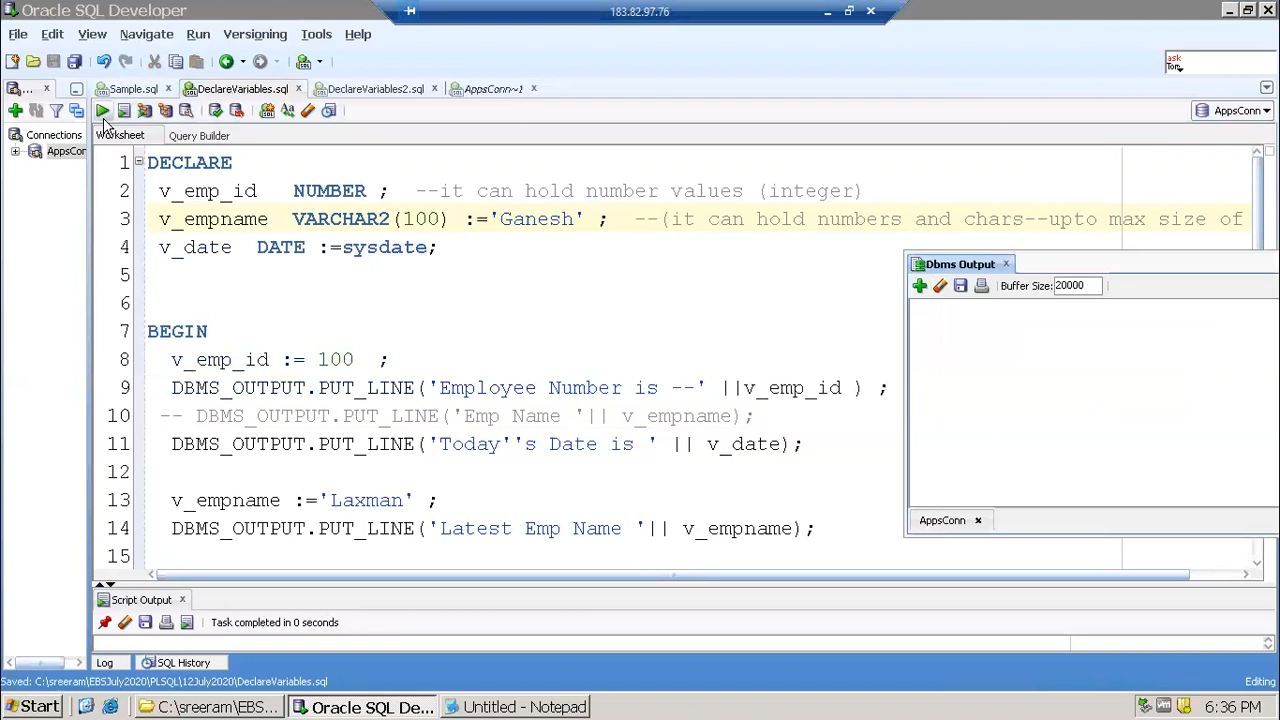 Oracle SQL Developer
183.82.97.76
File Edit View Navigate Run Versioning Tools Help
ask
Tom
... Sample.sql DeclareVariables.sql DeclareVariables2.sql AppsConn~1
AppsConn
Connections
Worksheet Query Builder
AppsCor
1 DECLARE
2 v_emp_id NUMBER ; --it can hold number values (integer)
3 v_empname VARCHAR2(100) :='Ganesh' ; --(it can hold numbers and chars--upto max size of
4 v_date DATE :=sysdate;
5
6
7 BEGIN
8 v_emp_id := 100 ;
9 DBMS_OUTPUT.PUT_LINE('Employee Number is --' ||v_emp_id ) ;
10 -- DBMS_OUTPUT.PUT_LINE('Emp Name '|| v_empname);
11 DBMS_OUTPUT.PUT_LINE('Today''s Date is ' || v_date);
12
13 v_empname :='Laxman' ;
14 DBMS_OUTPUT.PUT_LINE('Latest Emp Name '|| v_empname);
15
Dbms Output
Buffer Size: 20000
AppsConn
Script Output
Task completed in 0 seconds
Log SQL History
Saved: C:\sreeram\EBSJuly2020\PLSQL\12July2020\DeclareVariables.sql Editing
Start C:\sreeram\EBS... Oracle SQL De... Untitled - Notepad 6:36 PM